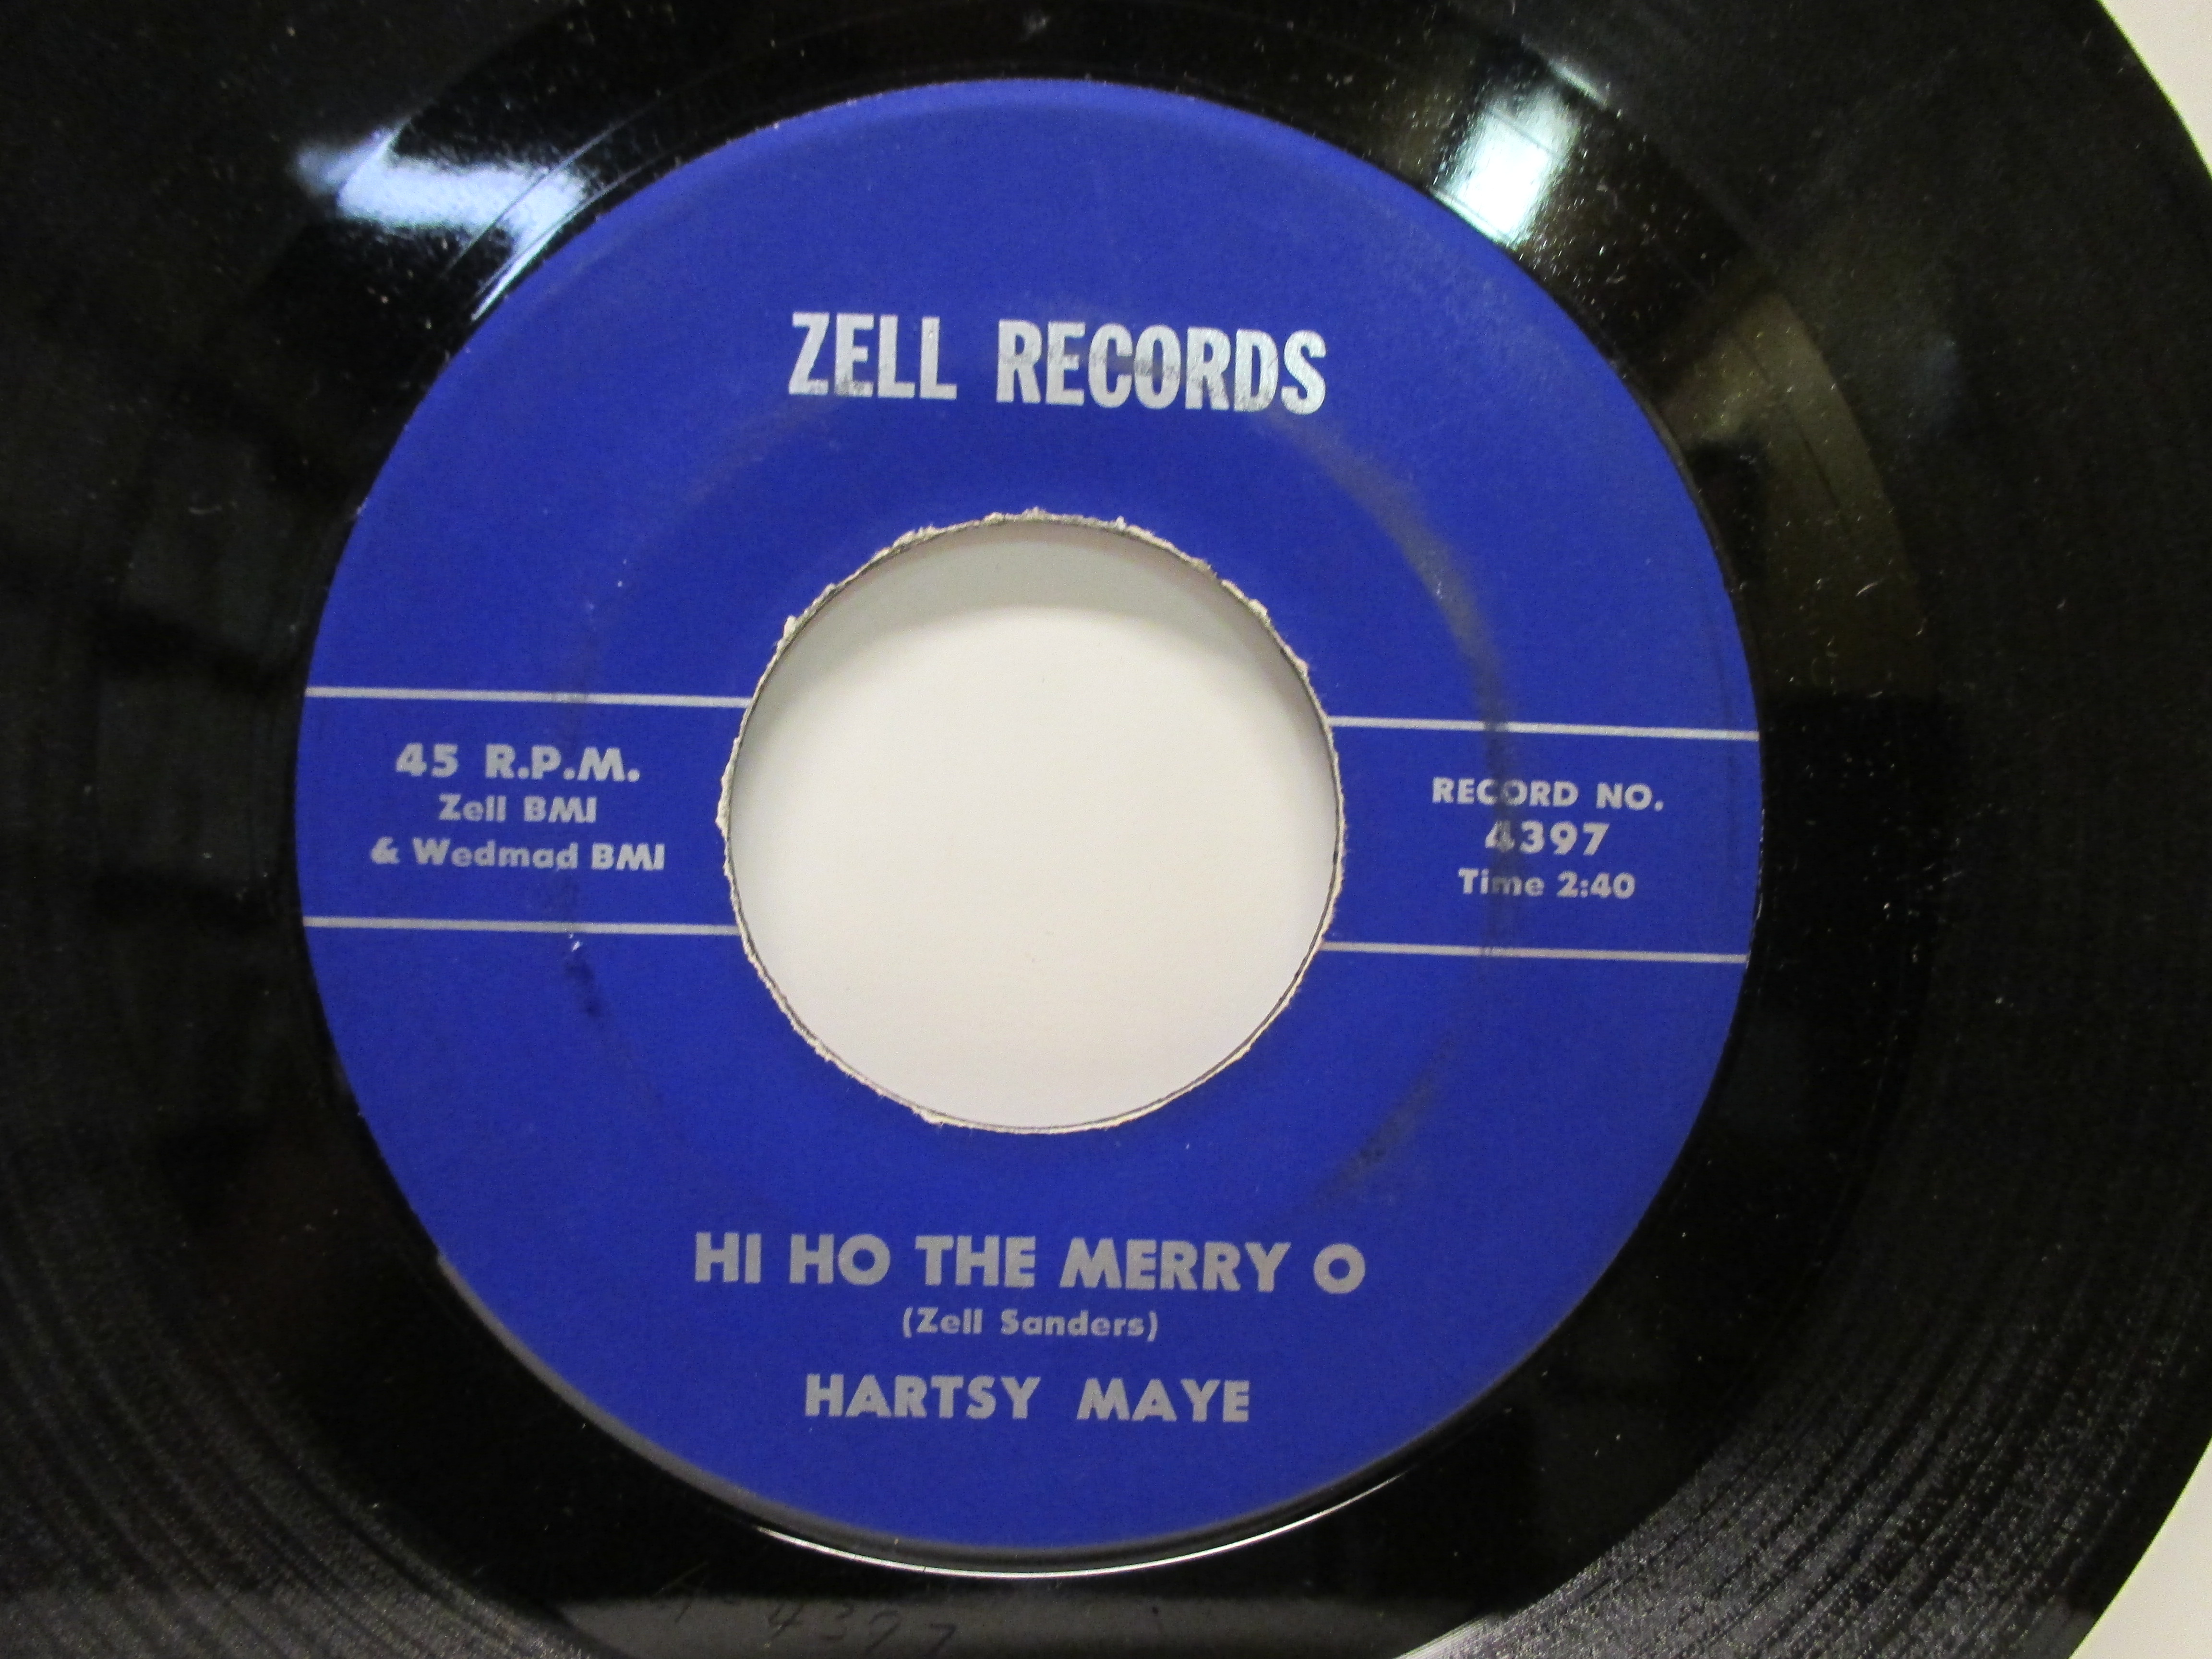 ZELL RECORDS
45 R.P.M.
Zell BMI
& Wedmad BMI
RECORD NO.
4397
Time 2:40
HI HO THE MERRY O
(Zell Sanders)
HARTSY MAYE
4397